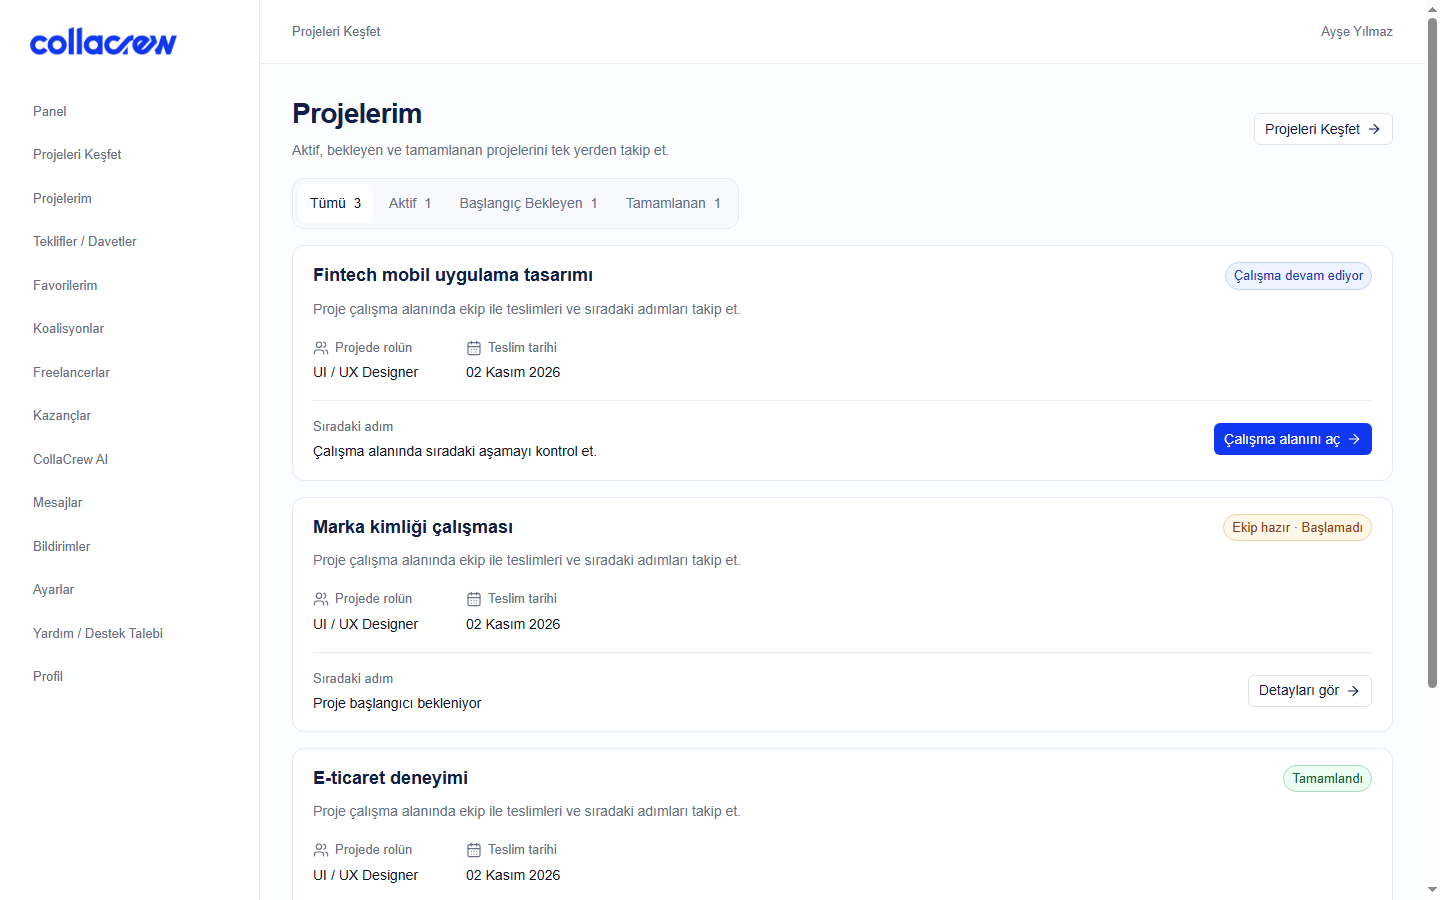 collacrew
Projeleri Keşfet
Ayşe Yılmaz
Panel
Projeleri Keşfet
Projelerim
Teklifler / Davetler
Favorilerim
Koalisyonlar
Freelancerlar
Kazançlar
CollaCrew AI
Mesajlar
Bildirimler
Ayarlar
Yardım / Destek Talebi
Profil
Projelerim
Aktif, bekleyen ve tamamlanan projelerini tek yerden takip et.
Projeleri Keşfet
Tümü 3 Aktif 1 Başlangıç Bekleyen 1 Tamamlanan 1
Fintech mobil uygulama tasarımı
Çalışma devam ediyor
Proje çalışma alanında ekip ile teslimleri ve sıradaki adımları takip et.
Projede rolün Teslim tarihi
UI / UX Designer 02 Kasım 2026
Sıradaki adım
Çalışma alanında sıradaki aşamayı kontrol et.
Çalışma alanını aç
Marka kimliği çalışması
Ekip hazır · Başlamadı
Proje çalışma alanında ekip ile teslimleri ve sıradaki adımları takip et.
Projede rolün Teslim tarihi
UI / UX Designer 02 Kasım 2026
Sıradaki adım
Proje başlangıcı bekleniyor
Detayları gör
E-ticaret deneyimi
Tamamlandı
Proje çalışma alanında ekip ile teslimleri ve sıradaki adımları takip et.
Projede rolün Teslim tarihi
UI / UX Designer 02 Kasım 2026